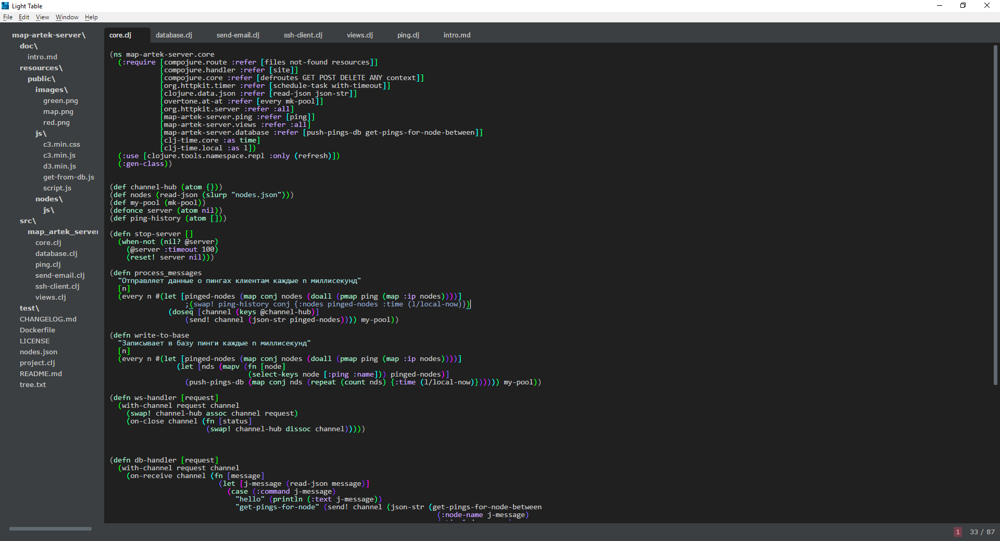 Light Table
File Edit View Window Help
map-artek-server\
doc\
intro.md
resources\
public\
images\
green.png
map.png
red.png
js\
c3.min.css
c3.min.js
d3.min.js
get-from-db.js
script.js
nodes\
js\
src\
map_artek_server
core.clj
database.clj
ping.clj
send-email.clj
ssh-client.clj
views.clj
test\
CHANGELOG.md
Dockerfile
LICENSE
nodes.json
project.clj
README.md
tree.txt
core.clj database.clj send-email.clj ssh-client.clj views.clj ping.clj intro.md
(ns map-artek-server.core
  (:require [compojure.route :refer [files not-found resources]]
            [compojure.handler :refer [site]]
            [compojure.core :refer [defroutes GET POST DELETE ANY context]]
            [org.httpkit.timer :refer [schedule-task with-timeout]]
            [clojure.data.json :refer [read-json json-str]]
            [overtone.at-at :refer [every mk-pool]]
            [org.httpkit.server :refer :all]
            [map-artek-server.ping :refer [ping]]
            [map-artek-server.views :refer :all]
            [map-artek-server.database :refer [push-pings-db get-pings-for-node-between]]
            [clj-time.core :as time]
            [clj-time.local :as l])
  (:use [clojure.tools.namespace.repl :only (refresh)])
  (:gen-class))
(def channel-hub (atom {}))
(def nodes (read-json (slurp "nodes.json")))
(def my-pool (mk-pool))
(defonce server (atom nil))
(def ping-history (atom []))
(defn stop-server []
  (when-not (nil? @server)
    (@server :timeout 100)
    (reset! server nil)))
(defn process_messages
  "Отправляет данные о пингах клиентам каждые n миллисекунд"
  [n]
  (every n #(let [pinged-nodes (map conj nodes (doall (pmap ping (map :ip nodes))))]
                  ;(swap! ping-history conj {:nodes pinged-nodes :time (l/local-now)})
              (doseq [channel (keys @channel-hub)]
                  (send! channel (json-str pinged-nodes)))) my-pool))
(defn write-to-base
  "Записывает в базу пинги каждые n миллисекунд"
  [n]
  (every n #(let [pinged-nodes (map conj nodes (doall (pmap ping (map :ip nodes))))]
                (let [nds (mapv (fn [node]
                                 (select-keys node [:ping :name])) pinged-nodes)]
                  (push-pings-db (map conj nds (repeat (count nds) {:time (l/local-now)}))))) my-pool))
(defn ws-handler [request]
  (with-channel request channel
    (swap! channel-hub assoc channel request)
    (on-close channel (fn [status]
                       (swap! channel-hub dissoc channel)))))
(defn db-handler [request]
  (with-channel request channel
    (on-receive channel (fn [message]
                          (let [j-message (read-json message)]
                            (case (:command j-message)
                              "hello" (println (:text j-message))
                              "get-pings-for-node" (send! channel (json-str (get-pings-for-node-between
                                                                              (:node-name j-message)
1 33 / 87